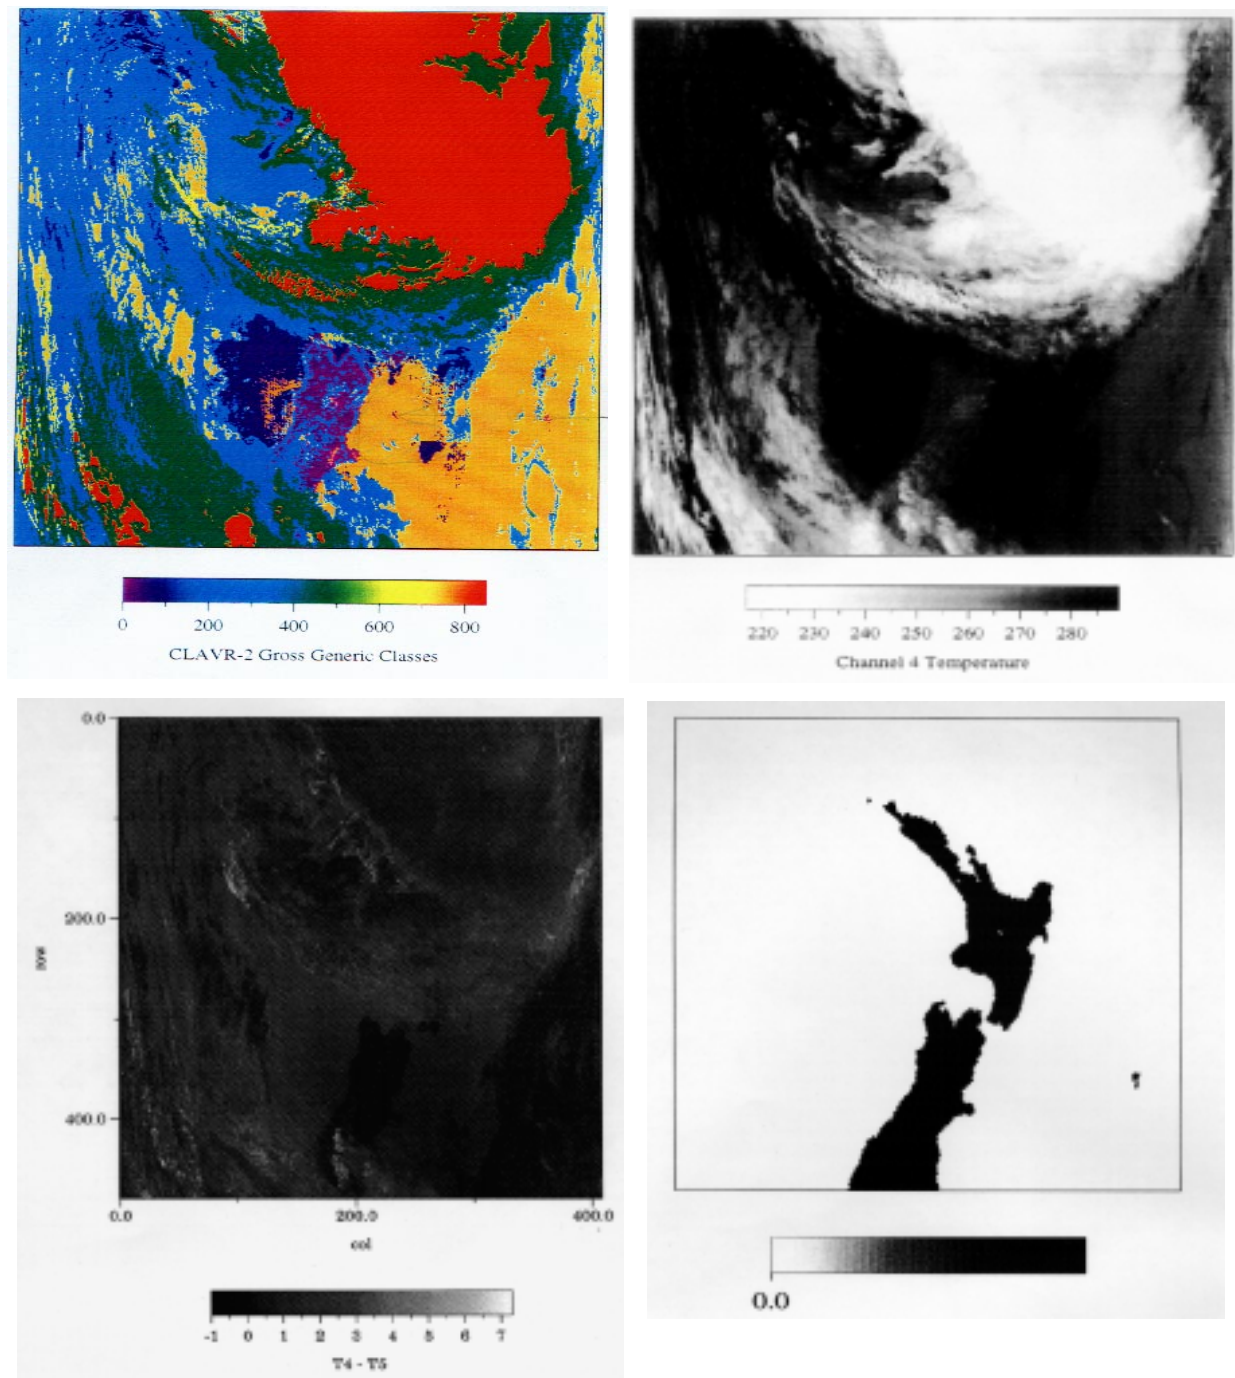 0 200 400 600 800
CLAVR-2 Gross Generic Classes
220 230 240 250 260 270 280
Channel 4 Temperature
0.0
200.0
row
400.0
0.0 200.0 400.0
col
-1 0 1 2 3 4 5 6 7
T4 - T5
0.0